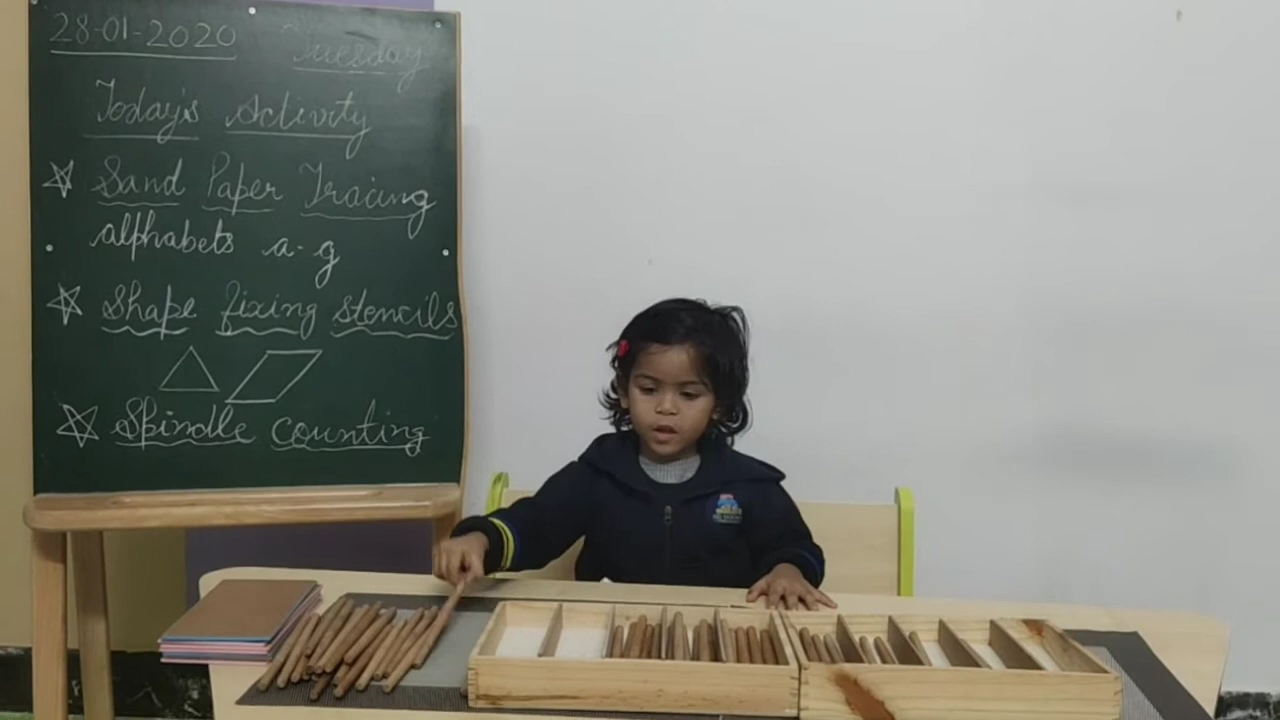 28-01-2020 Tuesday
Today's Activity
Sand Paper Tracing
alphabets a-g
Shape fixing stencils
Spindle counting